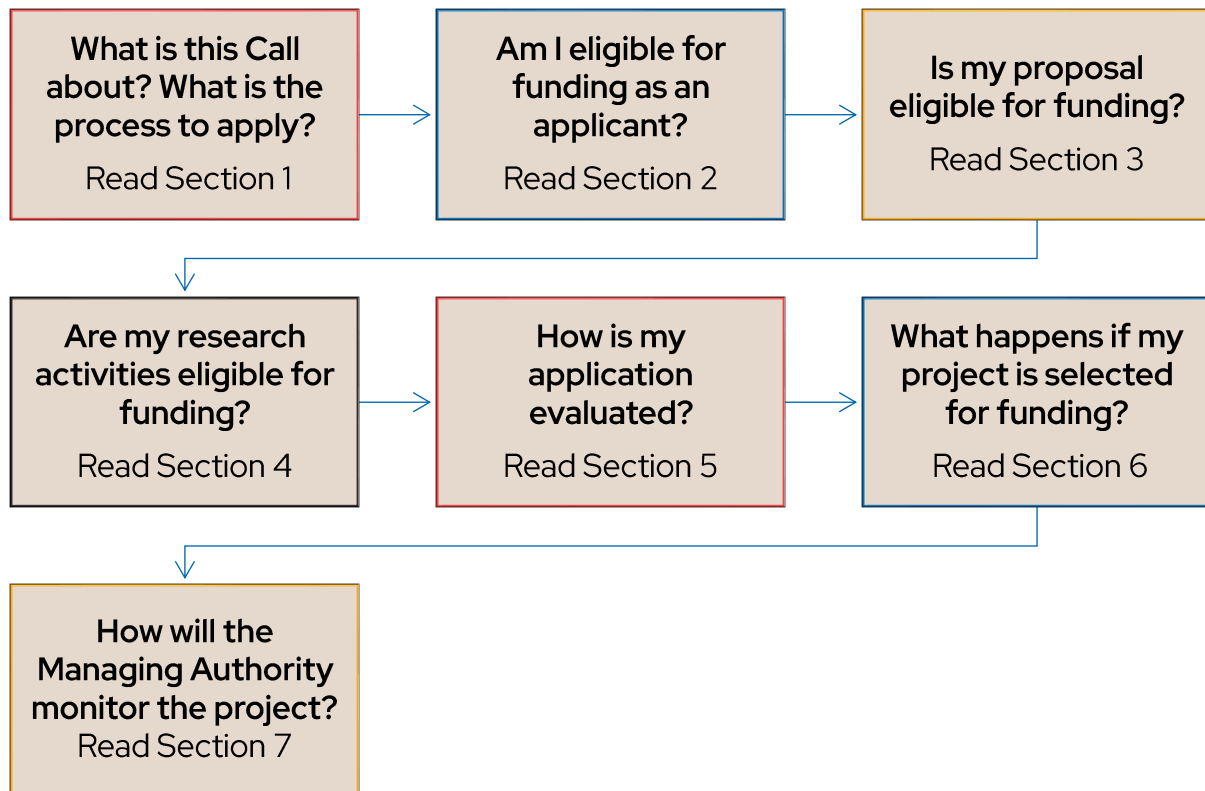 What is this Call
about? What is the
process to apply?
Read Section 1
Am I eligible for
funding as an
applicant?
Read Section 2
Is my proposal
eligible for funding?
Read Section 3
Are my research
activities eligible for
funding?
Read Section 4
How is my
application
evaluated?
Read Section 5
What happens if my
project is selected
for funding?
Read Section 6
How will the
Managing Authority
monitor the project?
Read Section 7